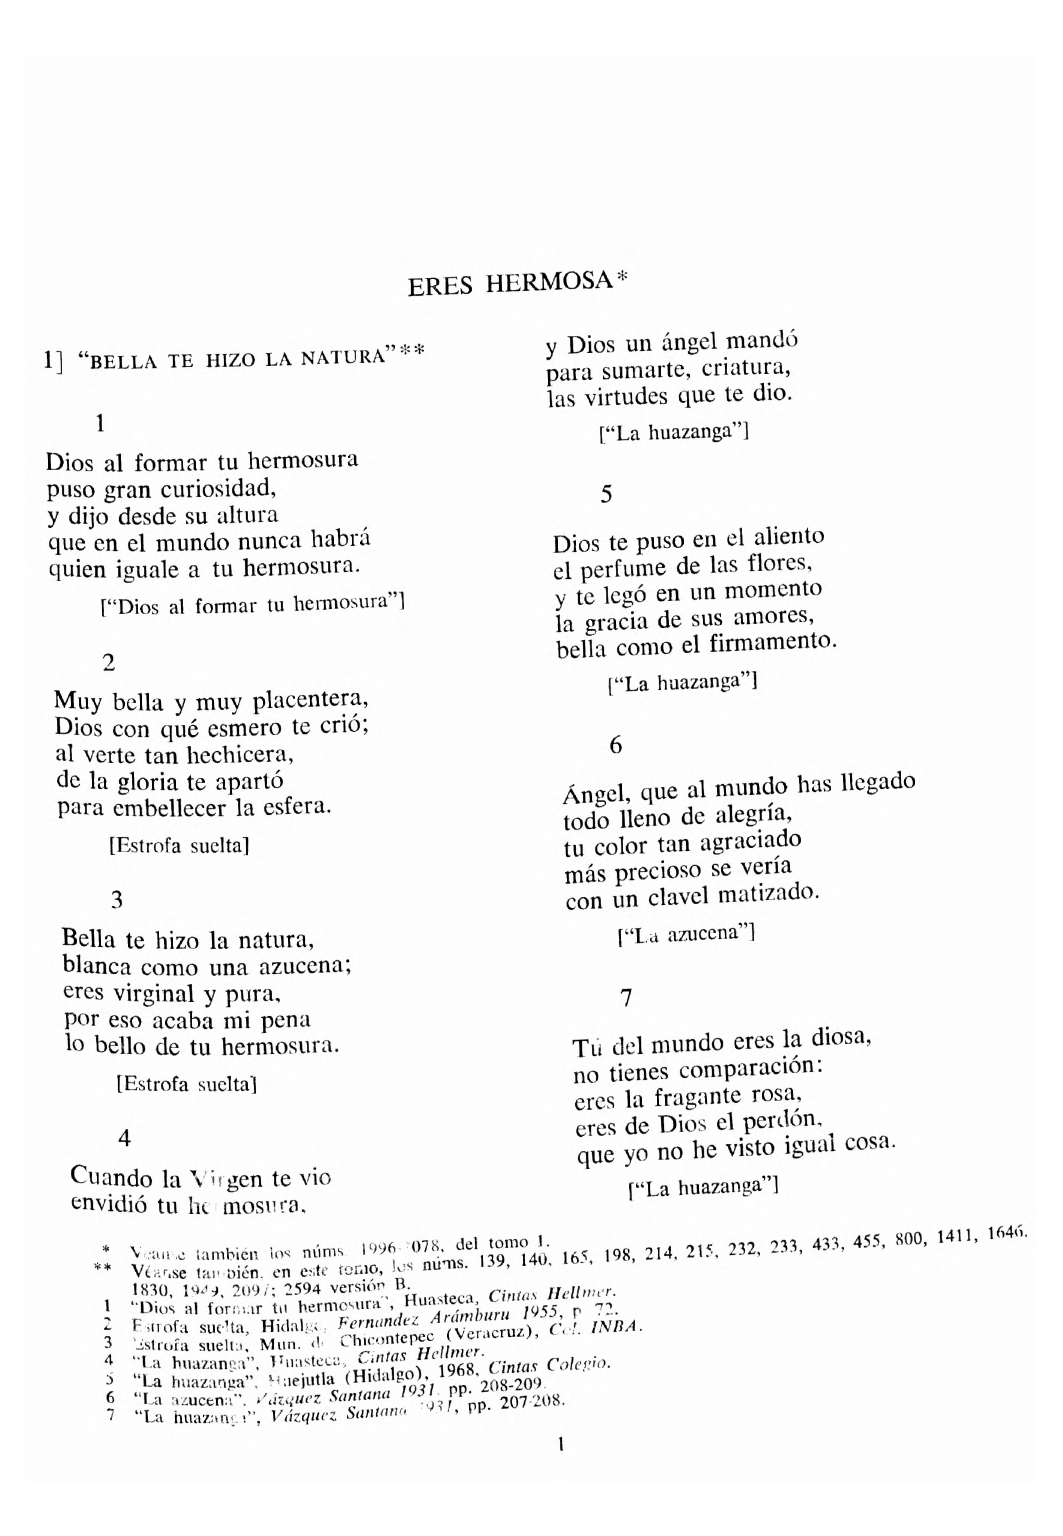 ERES HERMOSA*
1] “BELLA TE HIZO LA NATURA”**
1
Dios al formar tu hermosura
puso gran curiosidad,
y dijo desde su altura
que en el mundo nunca habrá
quien iguale a tu hermosura.
[“Dios al formar tu hermosura”]
2
Muy bella y muy placentera,
Dios con qué esmero te crió;
al verte tan hechicera,
de la gloria te apartó
para embellecer la esfera.
[Estrofa suelta]
3
Bella te hizo la natura,
blanca como una azucena;
eres virginal y pura,
por eso acaba mi pena
lo bello de tu hermosura.
[Estrofa suelta]
4
Cuando la Virgen te vio
envidió tu hermosura,
y Dios un ángel mandó
para sumarte, criatura,
las virtudes que te dio.
[“La huazanga”]
5
Dios te puso en el aliento
el perfume de las flores,
y te legó en un momento
la gracia de sus amores,
bella como el firmamento.
[“La huazanga”]
6
Ángel, que al mundo has llegado
todo lleno de alegría,
tu color tan agraciado
más precioso se vería
con un clavel matizado.
[“La azucena”]
7
Tú del mundo eres la diosa,
no tienes comparación:
eres la fragante rosa,
eres de Dios el perdón,
que yo no he visto igual cosa.
[“La huazanga”]
* Véanse también los núms. del tomo 1.
** Véanse también, en este tomo, los núms. 139, 140, 165, 198, 214, 215, 232, 233, 433, 455, 800, 1411, 1646,
1830, 1949, 2097; 2594 versión B.
1 “Dios al formar tu hermosura”, Huasteca, Cintas Hellmer.
2 Estrofa suelta, Hidalgo, Fernández Arámburu 1955, p. 72.
3 Estrofa suelta, Mun. de Chicontepec (Veracruz), Col. INBA.
4 “La huazanga”, Huasteca, Cintas Hellmer.
5 “La huazanga”, Huejutla (Hidalgo), 1968, Cintas Colegio.
6 “La azucena”, Vázquez Santana 1931, pp. 208-209.
7 “La huazanga”, Vázquez Santana 1931, pp. 207-208.
1